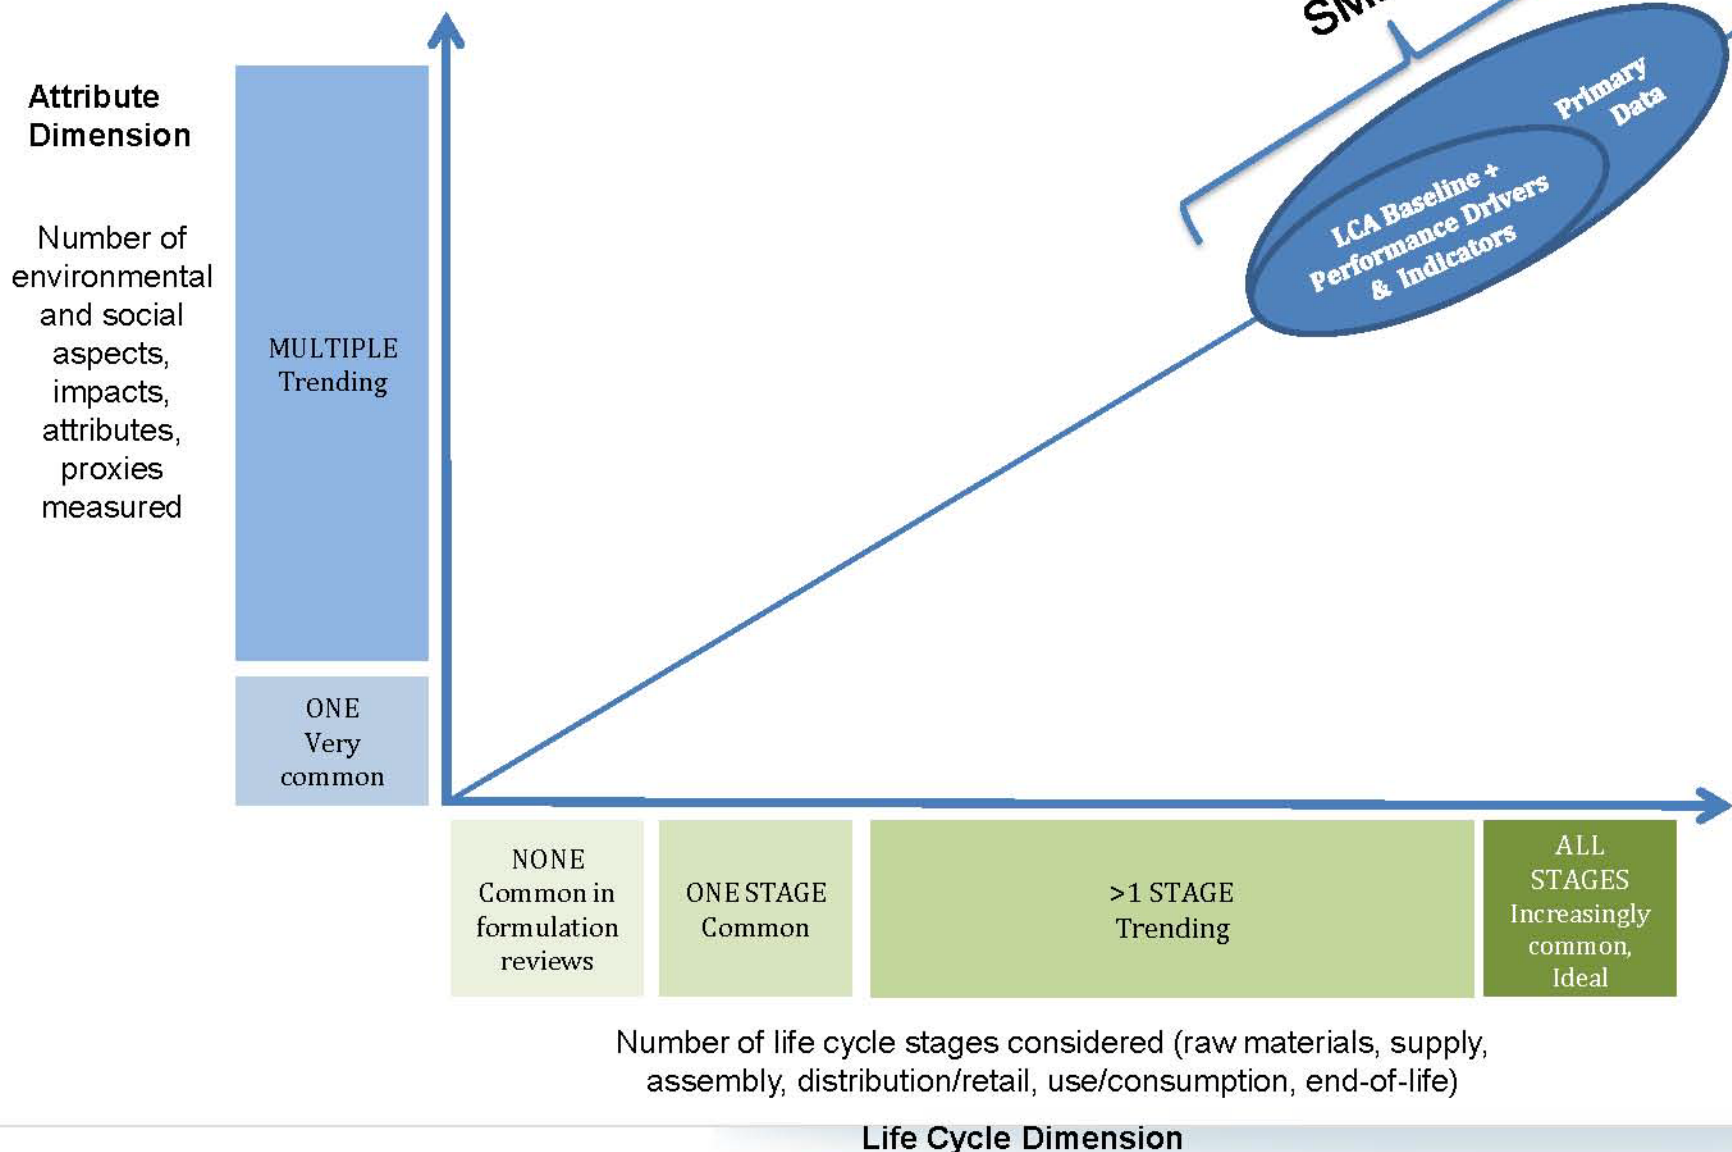 Attribute
Dimension
Number of
environmental
and social
aspects,
impacts,
attributes,
proxies
measured
MULTIPLE
Trending
ONE
Very
common
Primary
Data
LCA Baseline +
Performance Drivers
& Indicators
NONE
Common in
formulation
reviews
ONE STAGE
Common
>1 STAGE
Trending
ALL
STAGES
Increasingly
common,
Ideal
Number of life cycle stages considered (raw materials, supply,
assembly, distribution/retail, use/consumption, end-of-life)
Life Cycle Dimension